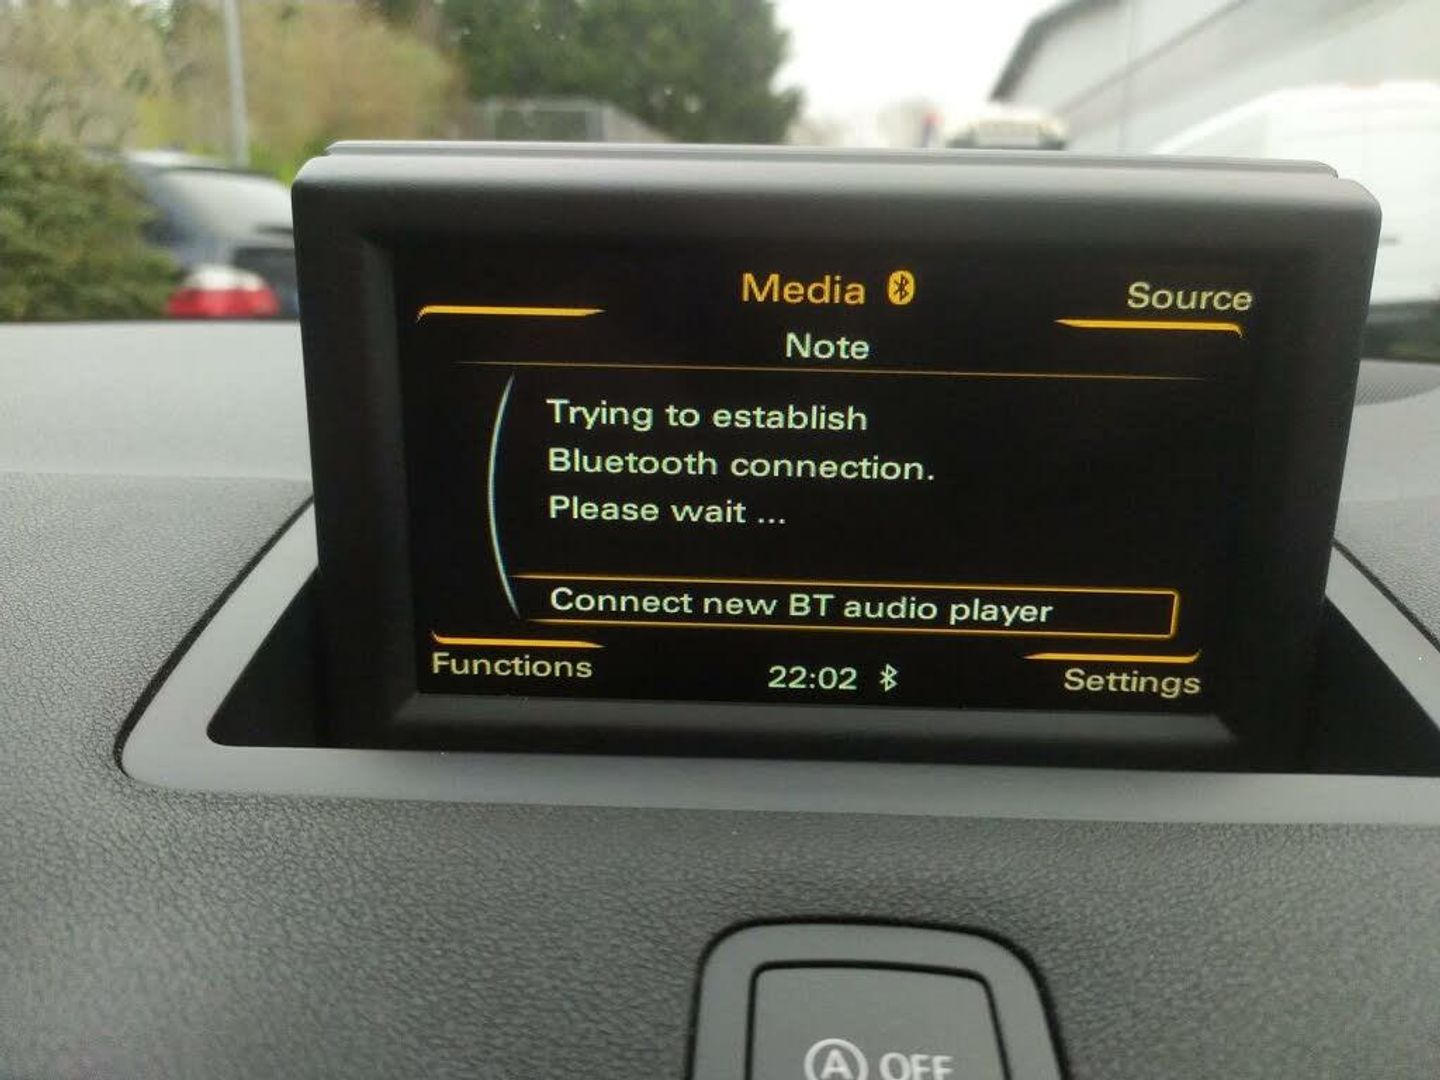 Media
Source
Note
Trying to establish
Bluetooth connection.
Please wait ...
Connect new BT audio player
Functions
22:02
Settings
A OFF